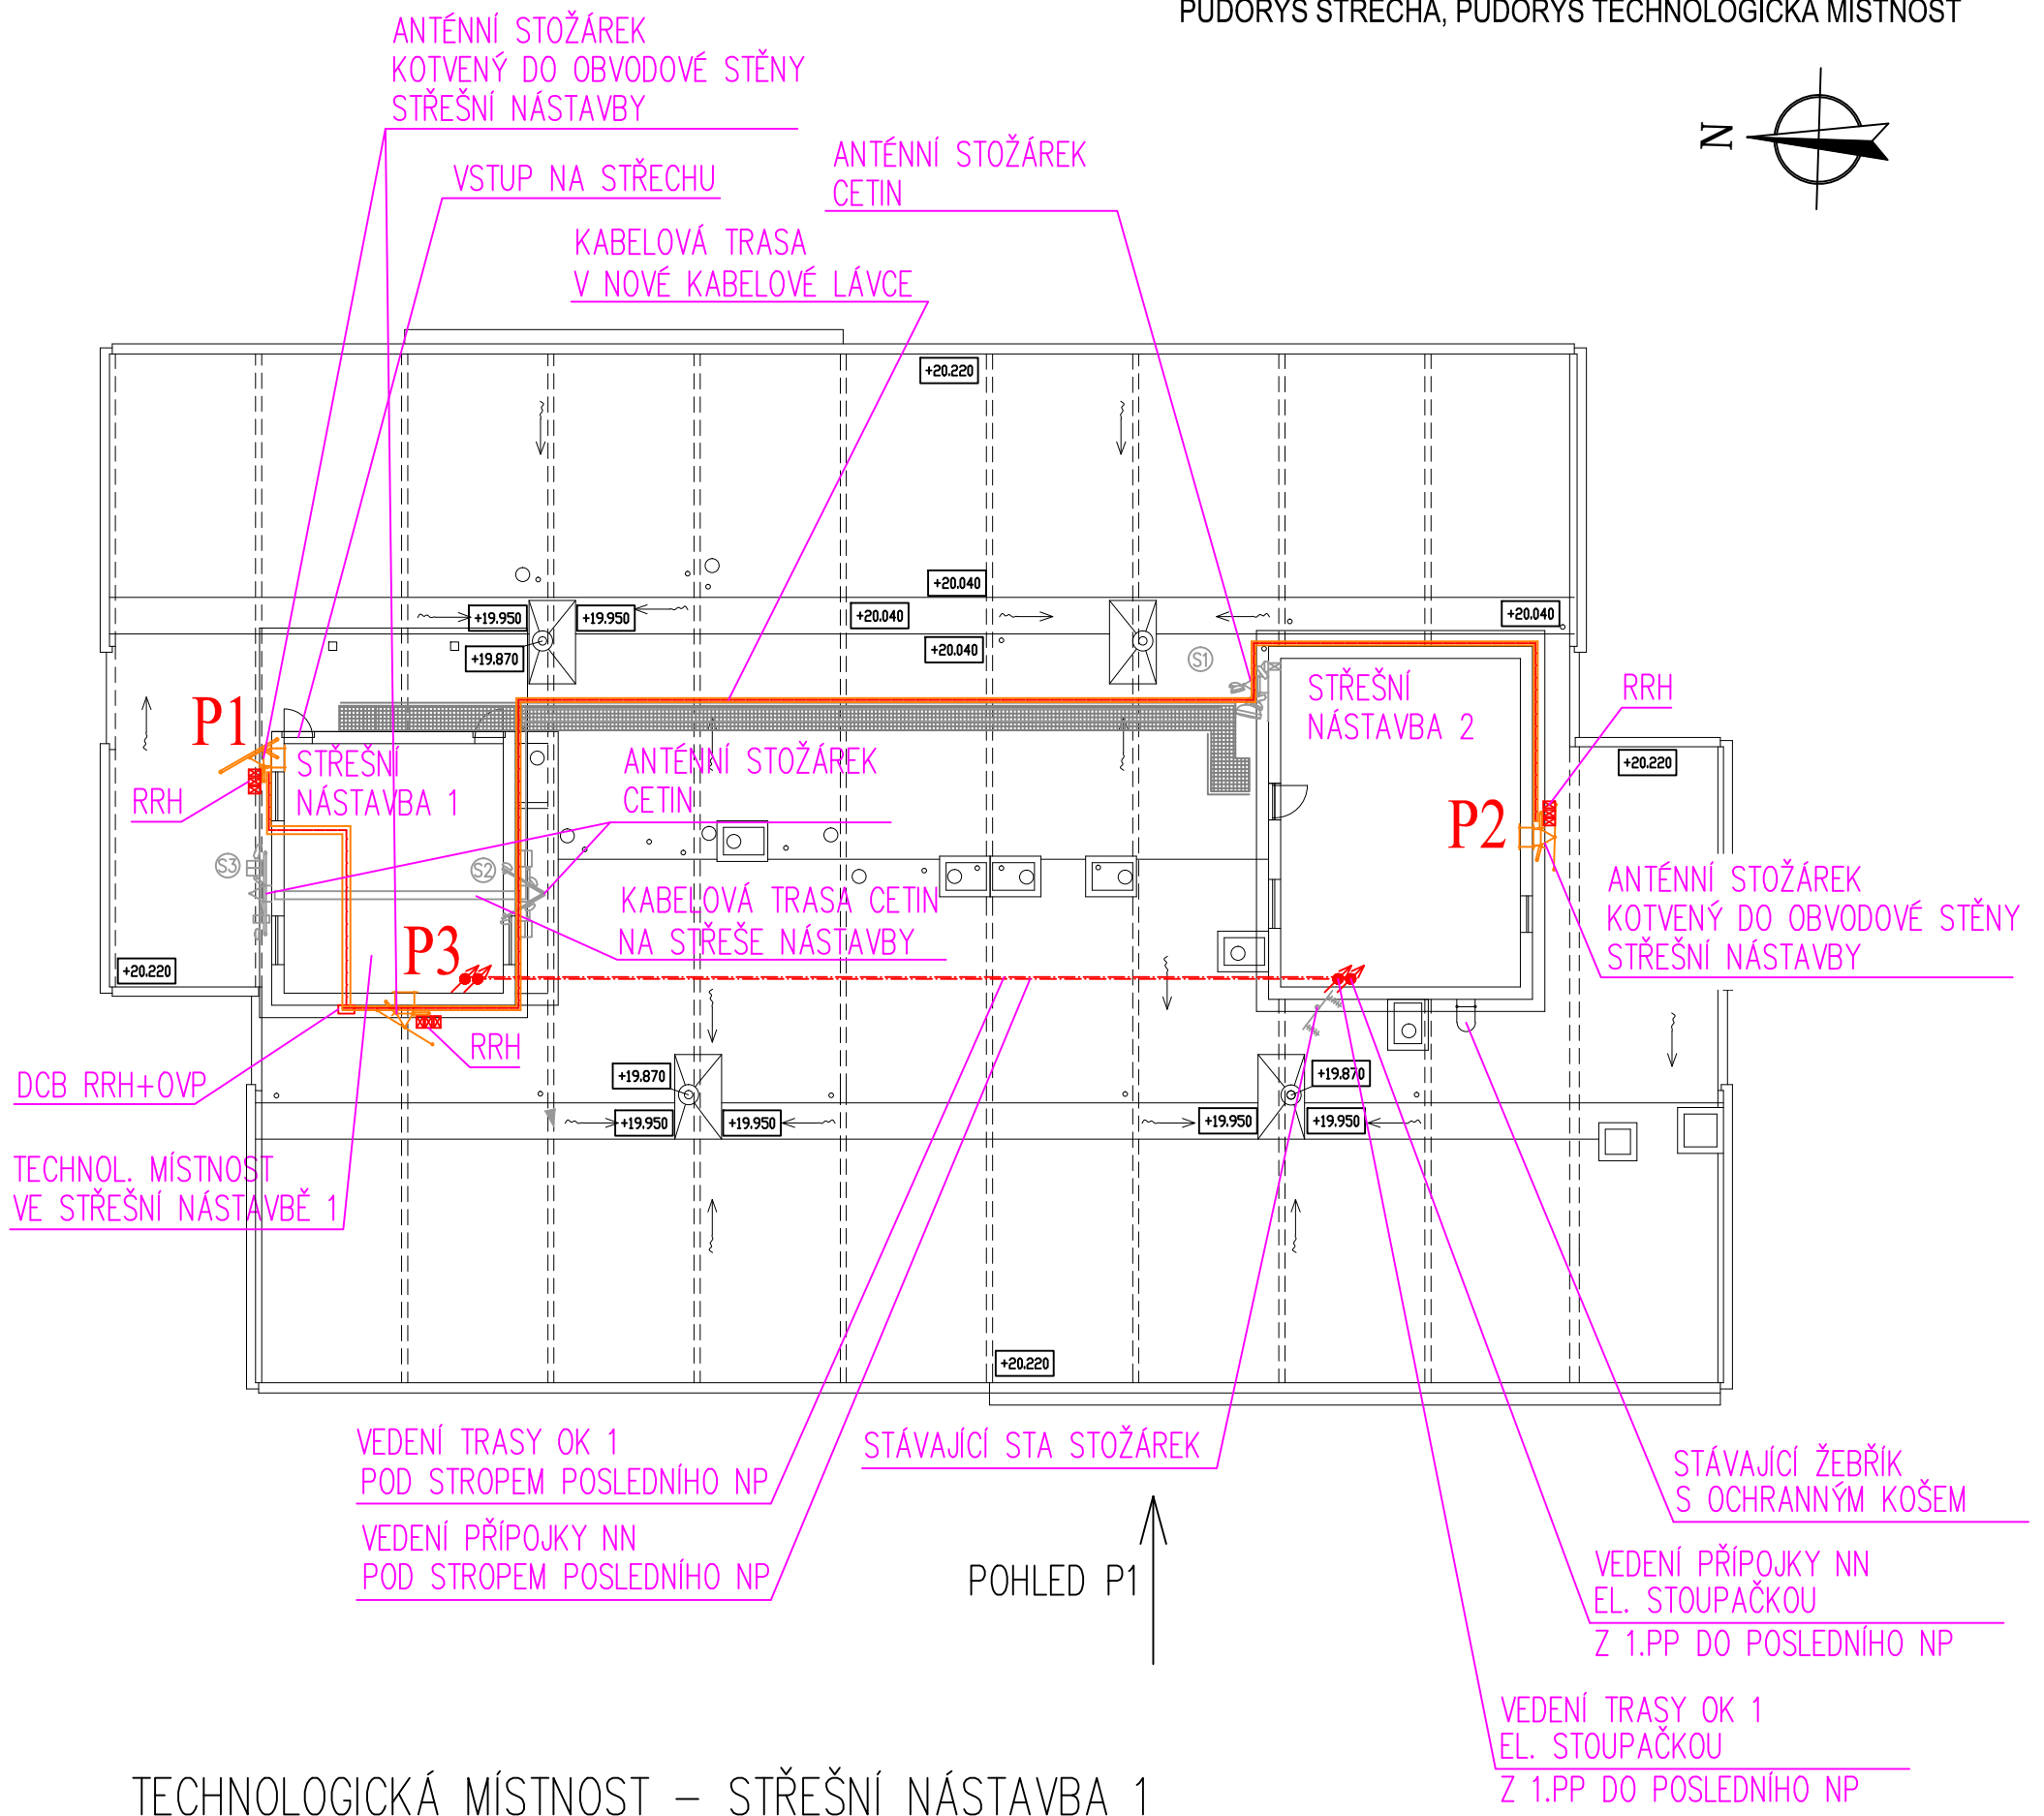 PŮDORYS STŘECHA, PŮDORYS TECHNOLOGICKÁ MÍSTNOST
ANTÉNNÍ STOŽÁREK
KOTVENÝ DO OBVODOVÉ STĚNY
STŘEŠNÍ NÁSTAVBY
N
VSTUP NA STŘECHU
ANTÉNNÍ STOŽÁREK
CETIN
KABELOVÁ TRASA
V NOVÉ KABELOVÉ LÁVCE
+20.220
+20.040
+19.950
+19.950
+20.040
+20.040
+19.870
+20.040
S1
STŘEŠNÍ
NÁSTAVBA 2
RRH
P1
STŘEŠNÍ
NÁSTAVBA 1
RRH
ANTÉNNÍ STOŽÁREK
CETIN
+20.220
P2
S3
S2
KABELOVÁ TRASA CETIN
NA STŘEŠE NÁSTAVBY
ANTÉNNÍ STOŽÁREK
KOTVENÝ DO OBVODOVÉ STĚNY
STŘEŠNÍ NÁSTAVBY
P3
+20.220
RRH
DCB RRH+OVP
+19.870
+19.950
+19.950
+19.870
+19.950
+19.950
TECHNOL. MÍSTNOST
VE STŘEŠNÍ NÁSTAVBĚ 1
+20.220
VEDENÍ TRASY OK 1
POD STROPEM POSLEDNÍHO NP
STÁVAJÍCÍ STA STOŽÁREK
STÁVAJÍCÍ ŽEBŘÍK
S OCHRANNÝM KOŠEM
VEDENÍ PŘÍPOJKY NN
POD STROPEM POSLEDNÍHO NP
POHLED P1
VEDENÍ PŘÍPOJKY NN
EL. STOUPAČKOU
Z 1.PP DO POSLEDNÍHO NP
VEDENÍ TRASY OK 1
EL. STOUPAČKOU
Z 1.PP DO POSLEDNÍHO NP
TECHNOLOGICKÁ MÍSTNOST – STŘEŠNÍ NÁSTAVBA 1